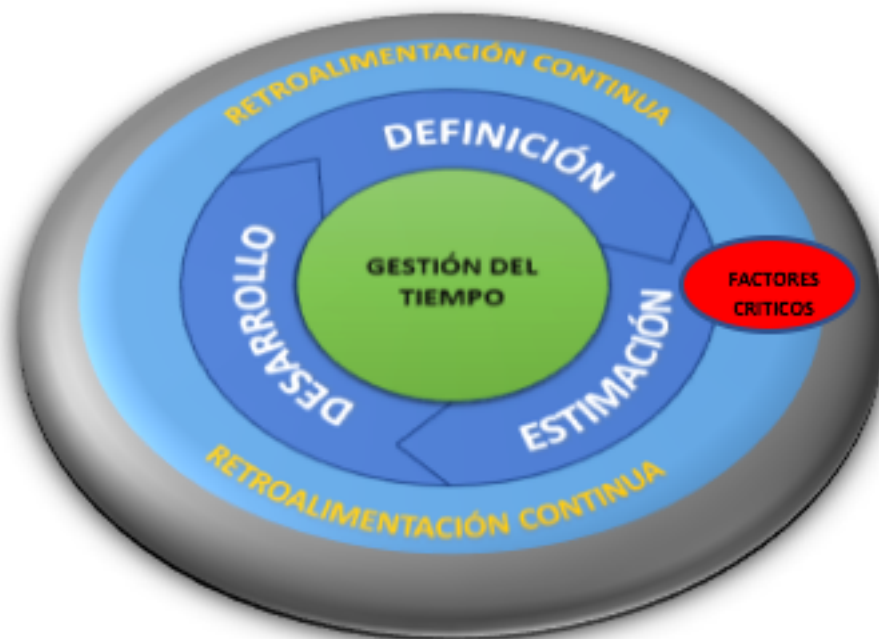 RETROALIMENTACIÓN CONTINUA
DEFINICIÓN
GESTIÓN DEL
TIEMPO
FACTORES
CRITICOS
DESARROLLO
ESTIMACIÓN
RETROALIMENTACIÓN CONTINUA